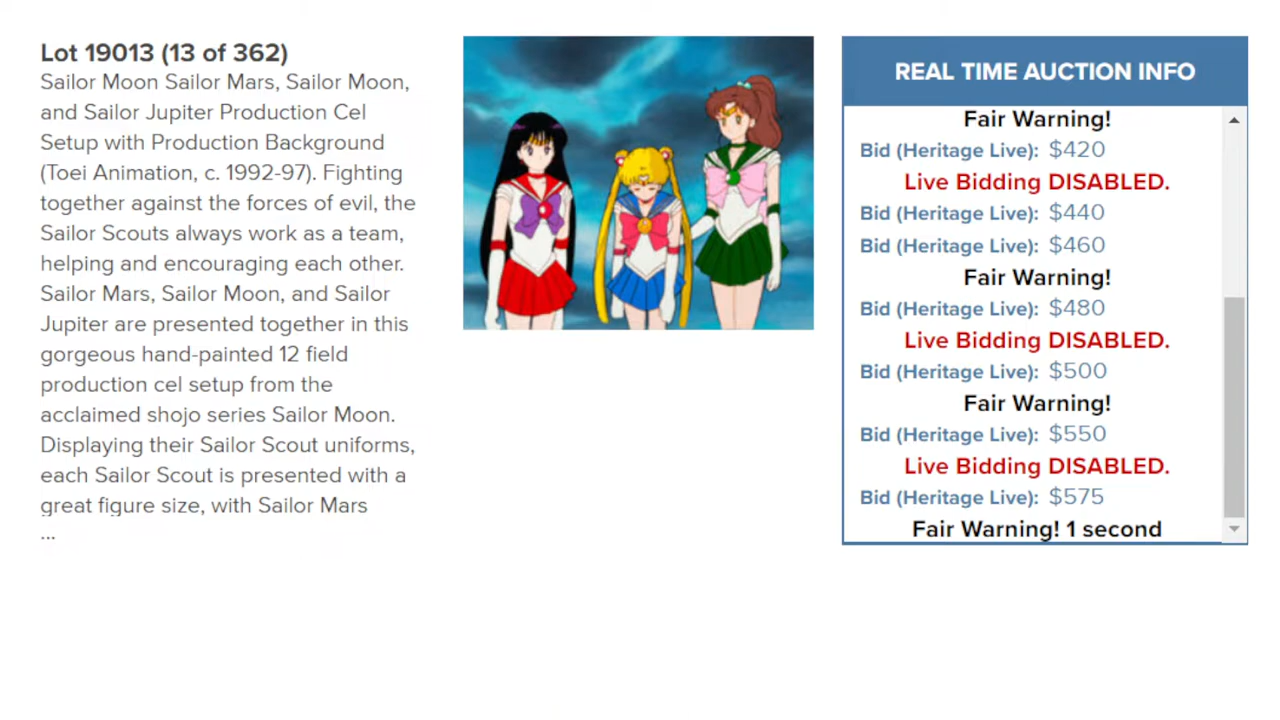 Lot 19013 (13 of 362)
Sailor Moon Sailor Mars, Sailor Moon,
and Sailor Jupiter Production Cel
Setup with Production Background
(Toei Animation, c. 1992-97). Fighting
together against the forces of evil, the
Sailor Scouts always work as a team,
helping and encouraging each other.
Sailor Mars, Sailor Moon, and Sailor
Jupiter are presented together in this
gorgeous hand-painted 12 field
production cel setup from the
acclaimed shojo series Sailor Moon.
Displaying their Sailor Scout uniforms,
each Sailor Scout is presented with a
great figure size, with Sailor Mars
...
REAL TIME AUCTION INFO
Fair Warning!
Bid (Heritage Live): $420
Live Bidding DISABLED.
Bid (Heritage Live): $440
Bid (Heritage Live): $460
Fair Warning!
Bid (Heritage Live): $480
Live Bidding DISABLED.
Bid (Heritage Live): $500
Fair Warning!
Bid (Heritage Live): $550
Live Bidding DISABLED.
Bid (Heritage Live): $575
Fair Warning! 1 second